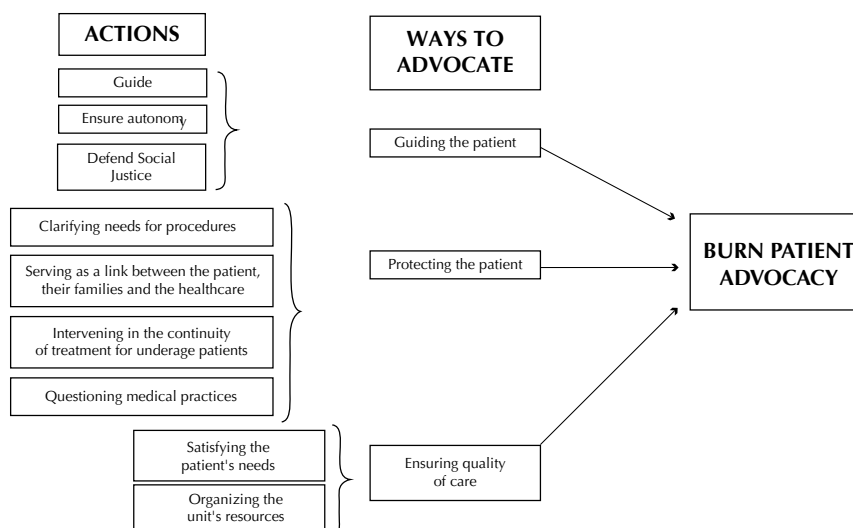 ACTIONS
Guide
Ensure autonomy
Defend Social
Justice
Clarifying needs for procedures
Serving as a link between the patient,
their families and the healthcare
Intervening in the continuity
of treatment for underage patients
Questioning medical practices
Satisfying the
patient's needs
Organizing the
unit's resources
WAYS TO
ADVOCATE
Guiding the patient
Protecting the patient
Ensuring quality
of care
BURN PATIENT
ADVOCACY